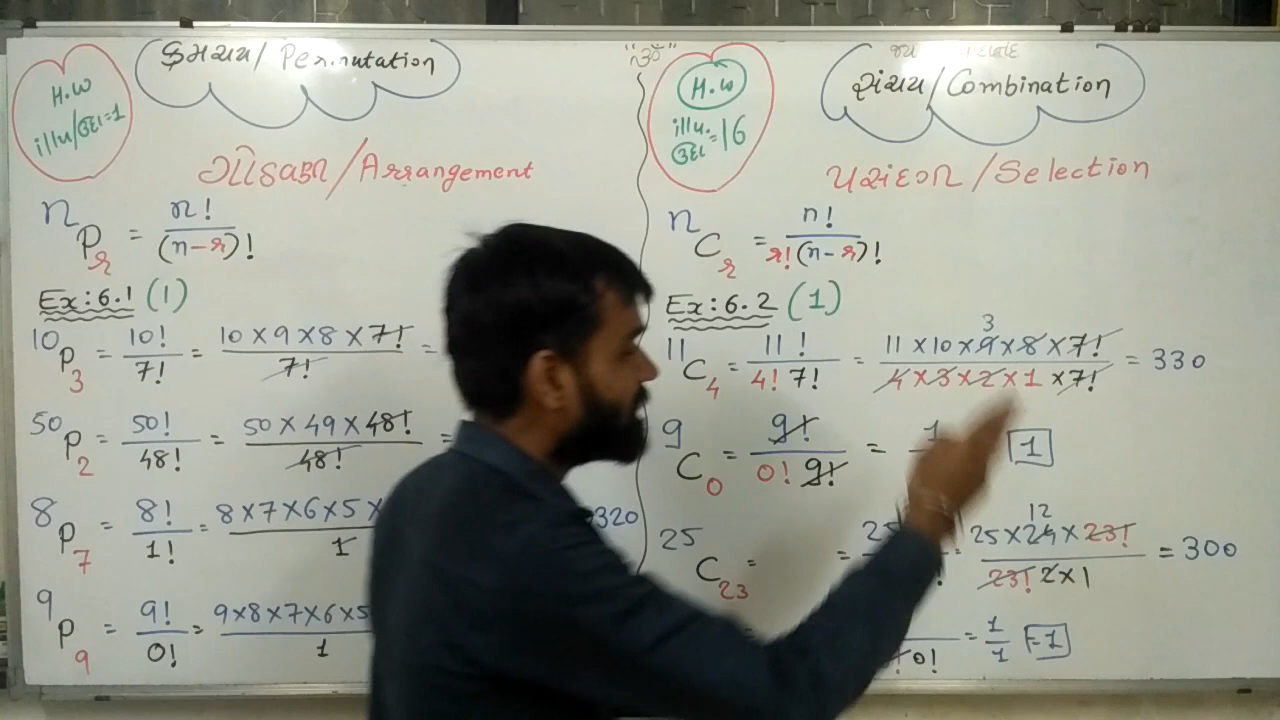 H.W
illu/ઉદા=1
ક્રમચય/Permutation
ગોઠવણ/Arrangement
nPr = n!/(n-r)!
Ex:6.1 (1)
10P3 = 10!/7! = 10×9×8×7!/7! =
50P2 = 50!/48! = 50×49×48!/48! =
8P7 = 8!/1! = 8×7×6×5×/1
320
9P9 = 9!/0! = 9×8×7×6×5/1
"ૐ"
H.W
illu.
ઉદા =16
સંચય/Combination
પસંદગી/Selection
nCr = n!/r!(n-r)!
Ex:6.2 (1)
11C4 = 11!/4!7! = 11×10×9×8×7!/4×3×2×1×7! = 330
3
9C0 = 9!/0!9! = 1 1
12
25C23 = = 25 = 25×24×23!/23!2×1 = 300
0! = 1/1 =1